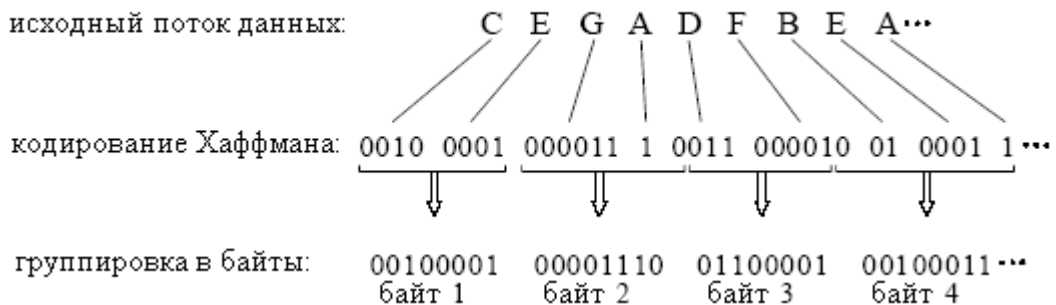 исходный поток данных: C E G A D F B E A...
кодирование Хаффмана: 0010 0001 000011 1 0011 000010 01 0001 1...
группировка в байты: 00100001 00001110 01100001 00100011...
байт 1 байт 2 байт 3 байт 4